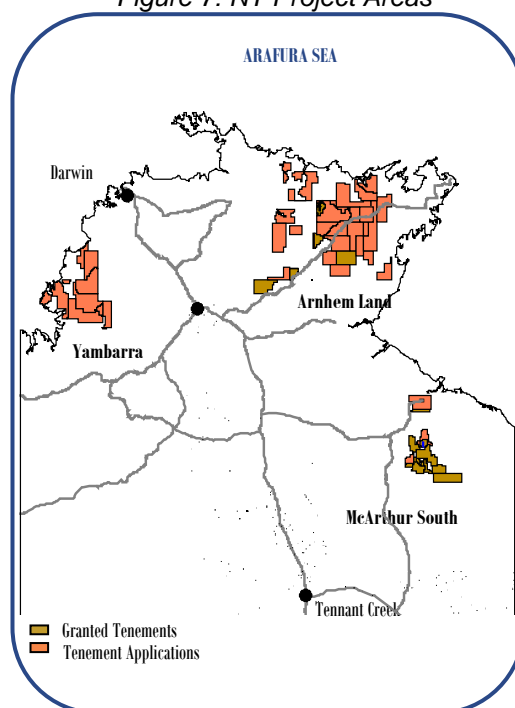 Figure 7: NT Project Areas
ARAFURA SEA
Darwin
Arnhem Land
Yambarra
McArthur South
Tennant Creek
Granted Tenements
Tenement Applications